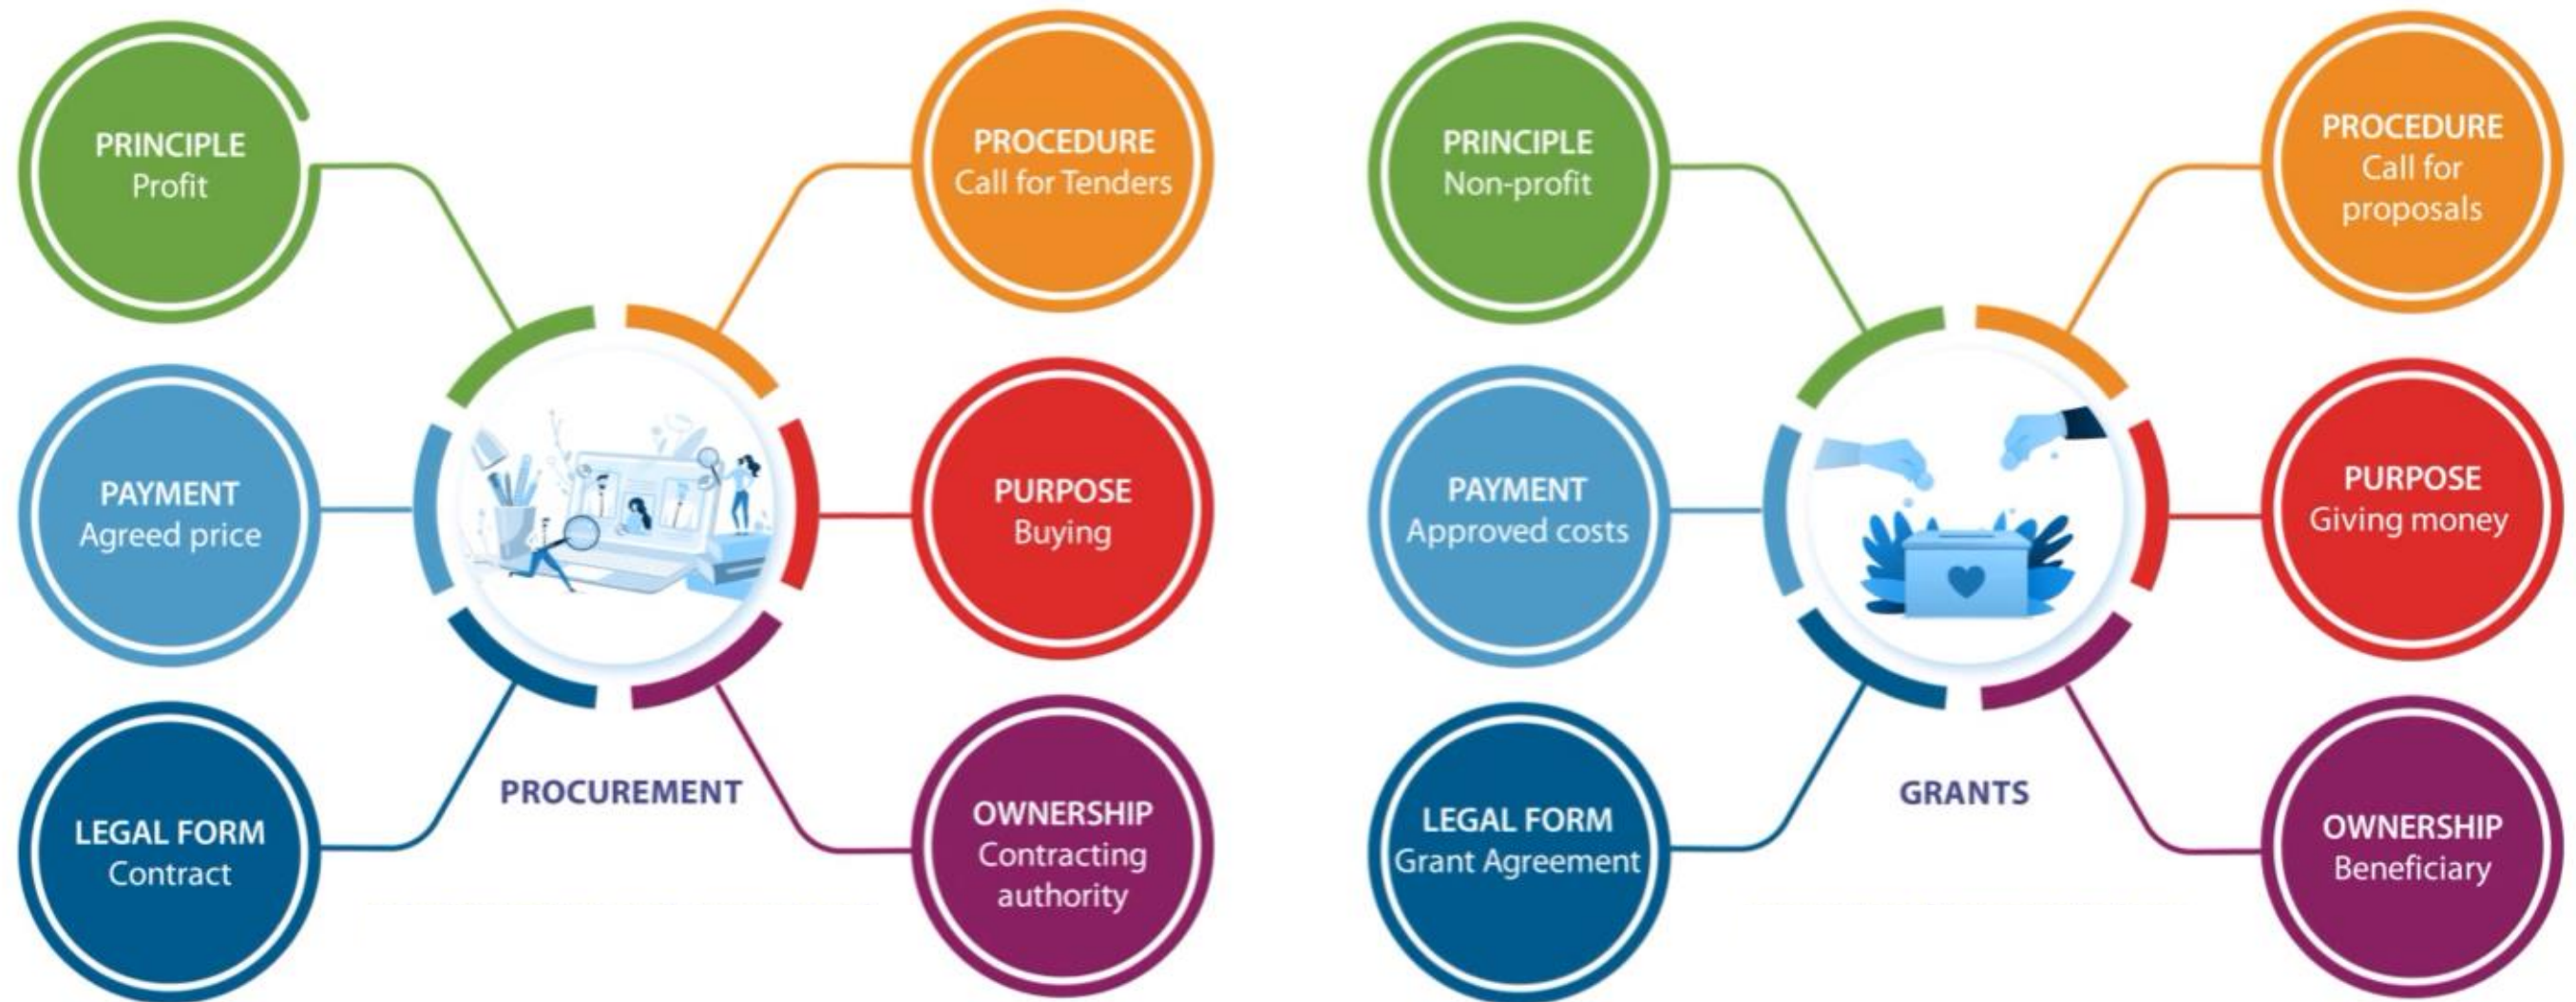 PRINCIPLE
Profit
PROCEDURE
Call for Tenders
PAYMENT
Agreed price
PURPOSE
Buying
LEGAL FORM
Contract
OWNERSHIP
Contracting
authority
PROCUREMENT
PRINCIPLE
Non-profit
PROCEDURE
Call for
proposals
PAYMENT
Approved costs
PURPOSE
Giving money
LEGAL FORM
Grant Agreement
OWNERSHIP
Beneficiary
GRANTS